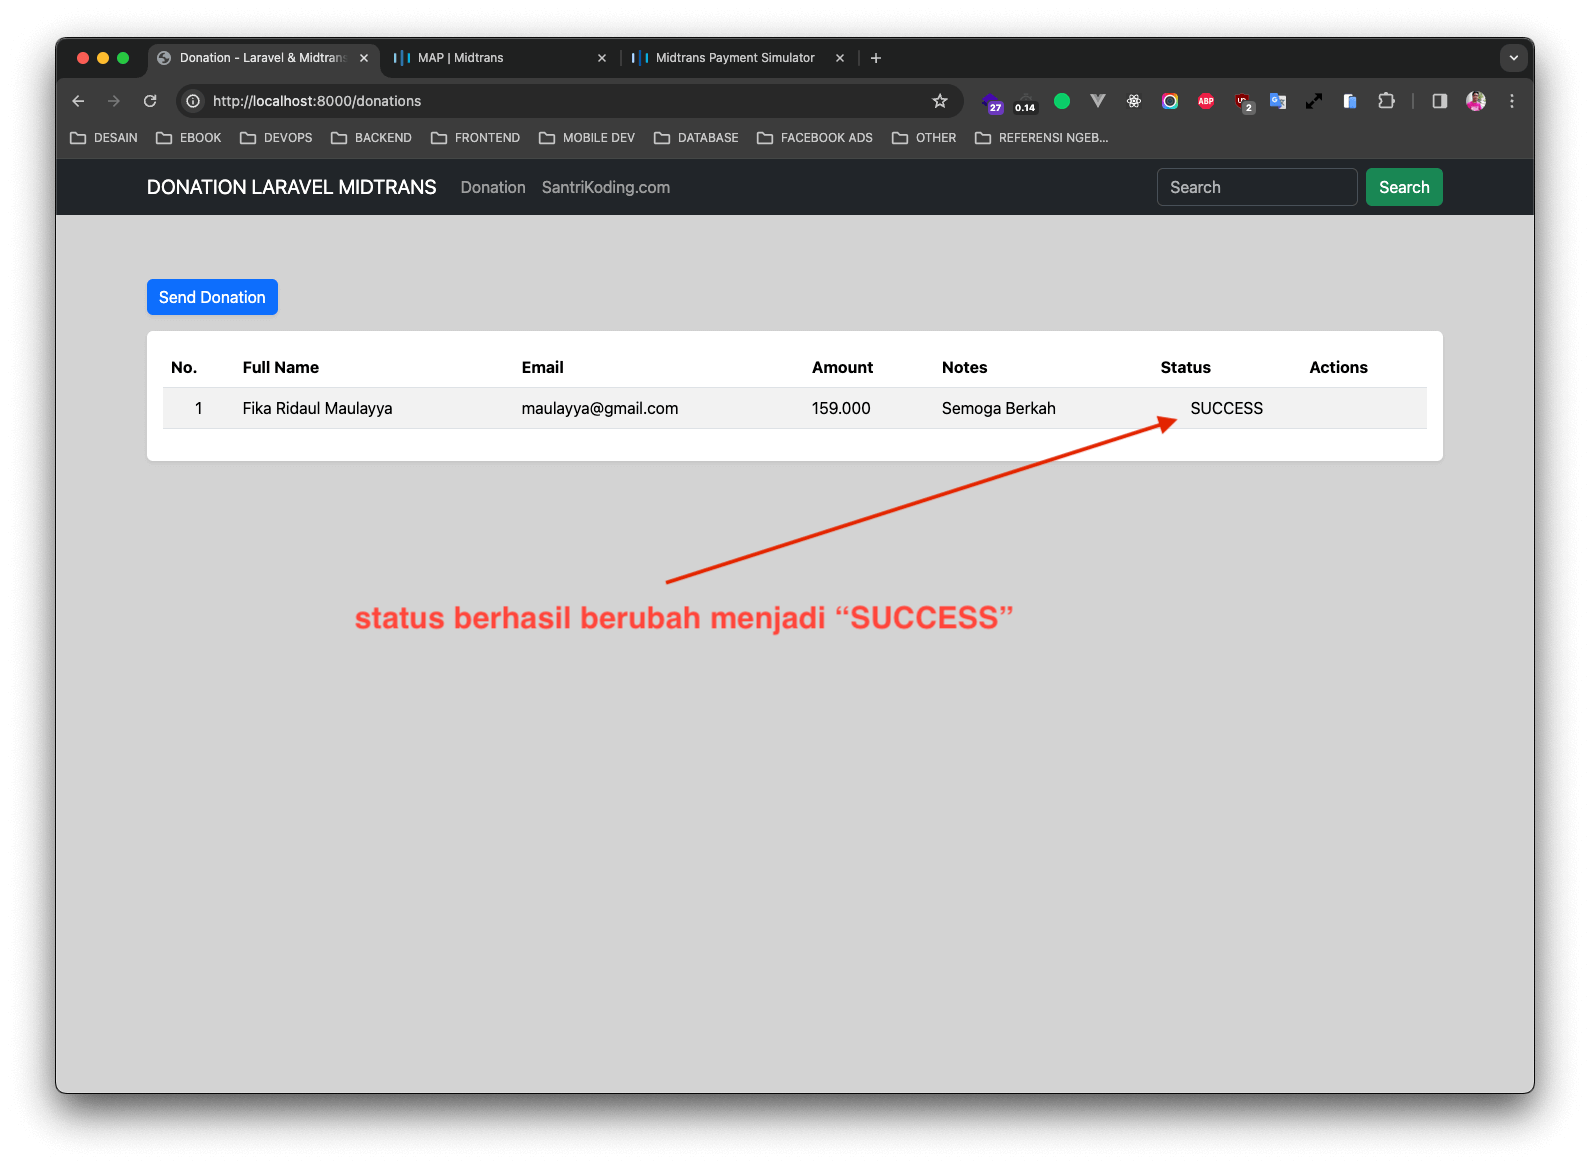 Donation - Laravel & Midtrans
MAP | Midtrans
Midtrans Payment Simulator
http://localhost:8000/donations
27
0.14
ABP
2
DESAIN
EBOOK
DEVOPS
BACKEND
FRONTEND
MOBILE DEV
DATABASE
FACEBOOK ADS
OTHER
REFERENSI NGEB...
DONATION LARAVEL MIDTRANS
Donation
SantriKoding.com
Search
Search
Send Donation
No. Full Name Email Amount Notes Status Actions
1 Fika Ridaul Maulayya maulayya@gmail.com 159.000 Semoga Berkah SUCCESS
status berhasil berubah menjadi “SUCCESS”